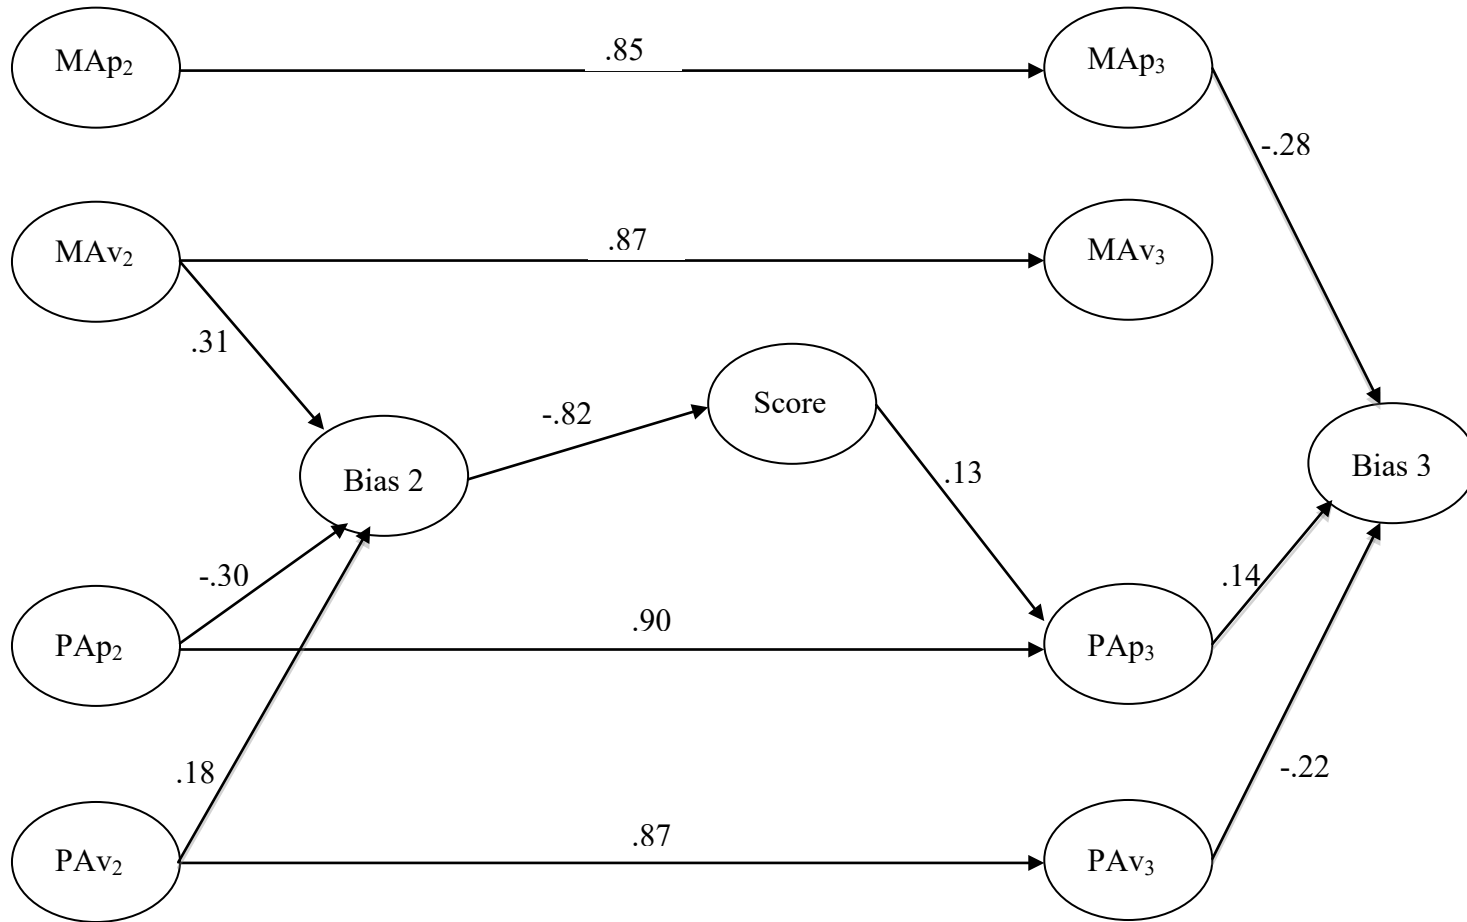 MAp₂
.85
MAp₃
-.28
MAv₂
.87
MAv₃
.31
-.82
Score
Bias 2
.13
Bias 3
-.30
.14
PAp₂
.90
PAp₃
.18
-.22
PAv₂
.87
PAv₃